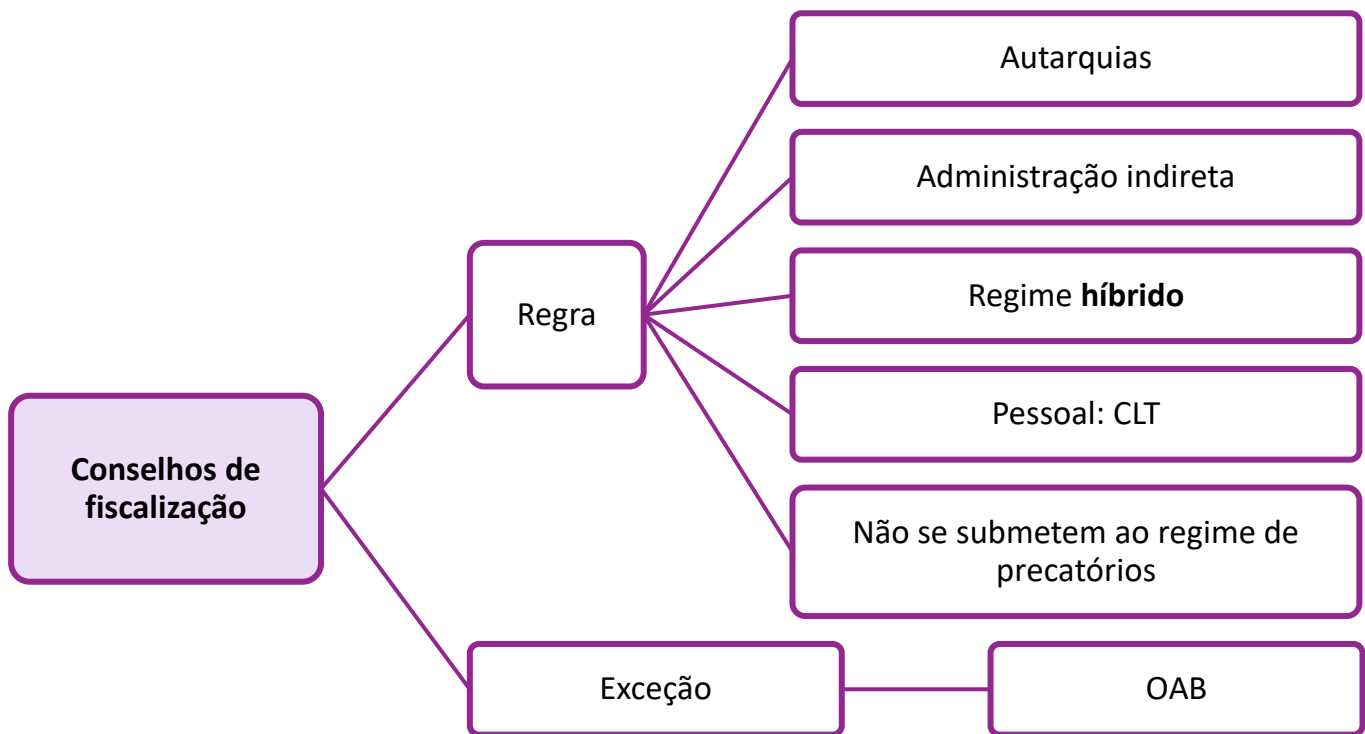 Conselhos de
fiscalização
Regra
Autarquias
Administração indireta
Regime híbrido
Pessoal: CLT
Não se submetem ao regime de
precatórios
Exceção
OAB